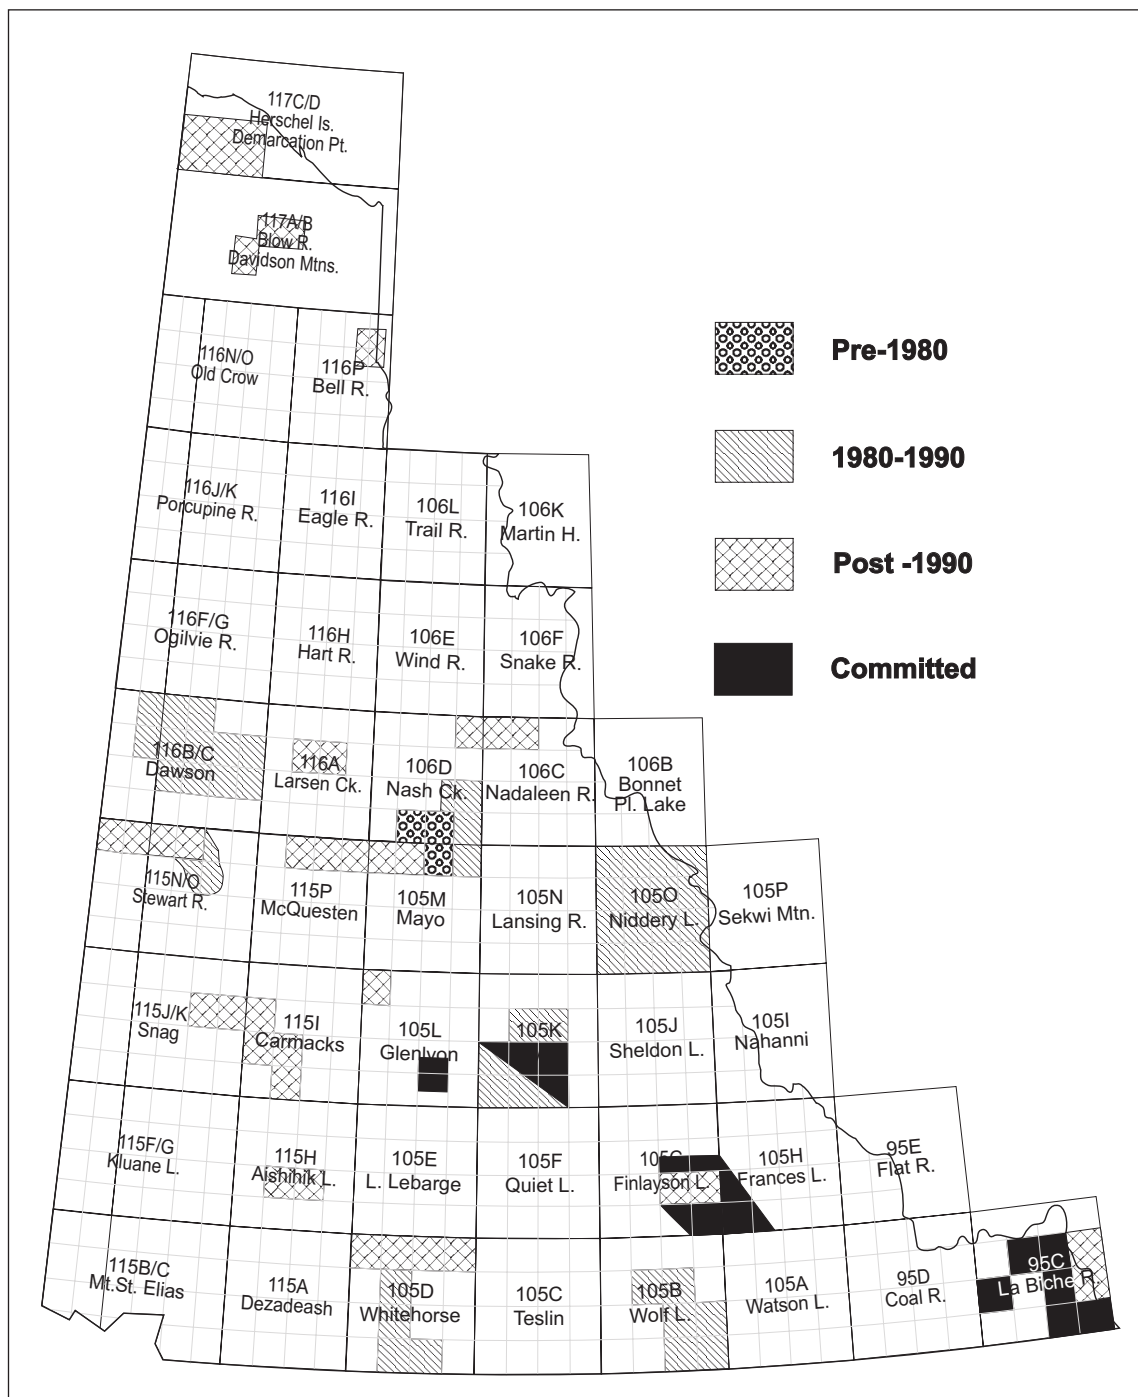 117C/D
Herschel Is.
Demarcation Pt.
117A/B
Blow R.
Davidson Mtns.
116N/O
Old Crow
116P
Bell R.
Pre-1980
1980-1990
Post -1990
Committed
116J/K
Porcupine R.
116I
Eagle R.
106L
Trail R.
106K
Martin H.
116F/G
Ogilvie R.
116H
Hart R.
106E
Wind R.
106F
Snake R.
116B/C
Dawson
116A
Larsen Ck.
106D
Nash Ck.
106C
Nadaleen R.
106B
Bonnet
Pl. Lake
115N/O
Stewart R.
115P
McQuesten
105M
Mayo
105N
Lansing R.
105O
Niddery L.
105P
Sekwi Mtn.
115J/K
Snag
115I
Carmacks
105L
Glenlyon
105K
105J
Sheldon L.
105I
Nahanni
115F/G
Kluane L.
115H
Aishihik L.
105E
L. Lebarge
105F
Quiet L.
105G
Finlayson L.
105H
Frances L.
95E
Flat R.
115B/C
Mt.St. Elias
115A
Dezadeash
105D
Whitehorse
105C
Teslin
105B
Wolf L.
105A
Watson L.
95D
Coal R.
95C
La Biche R.